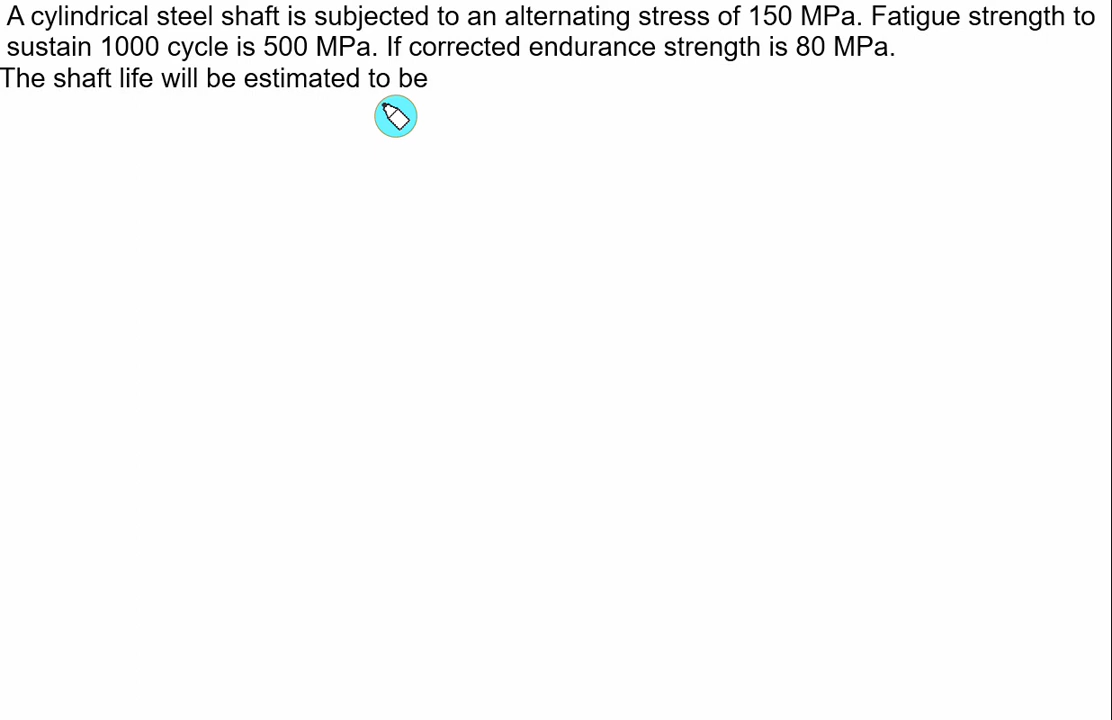 A cylindrical steel shaft is subjected to an alternating stress of 150 MPa. Fatigue strength to
sustain 1000 cycle is 500 MPa. If corrected endurance strength is 80 MPa.
The shaft life will be estimated to be